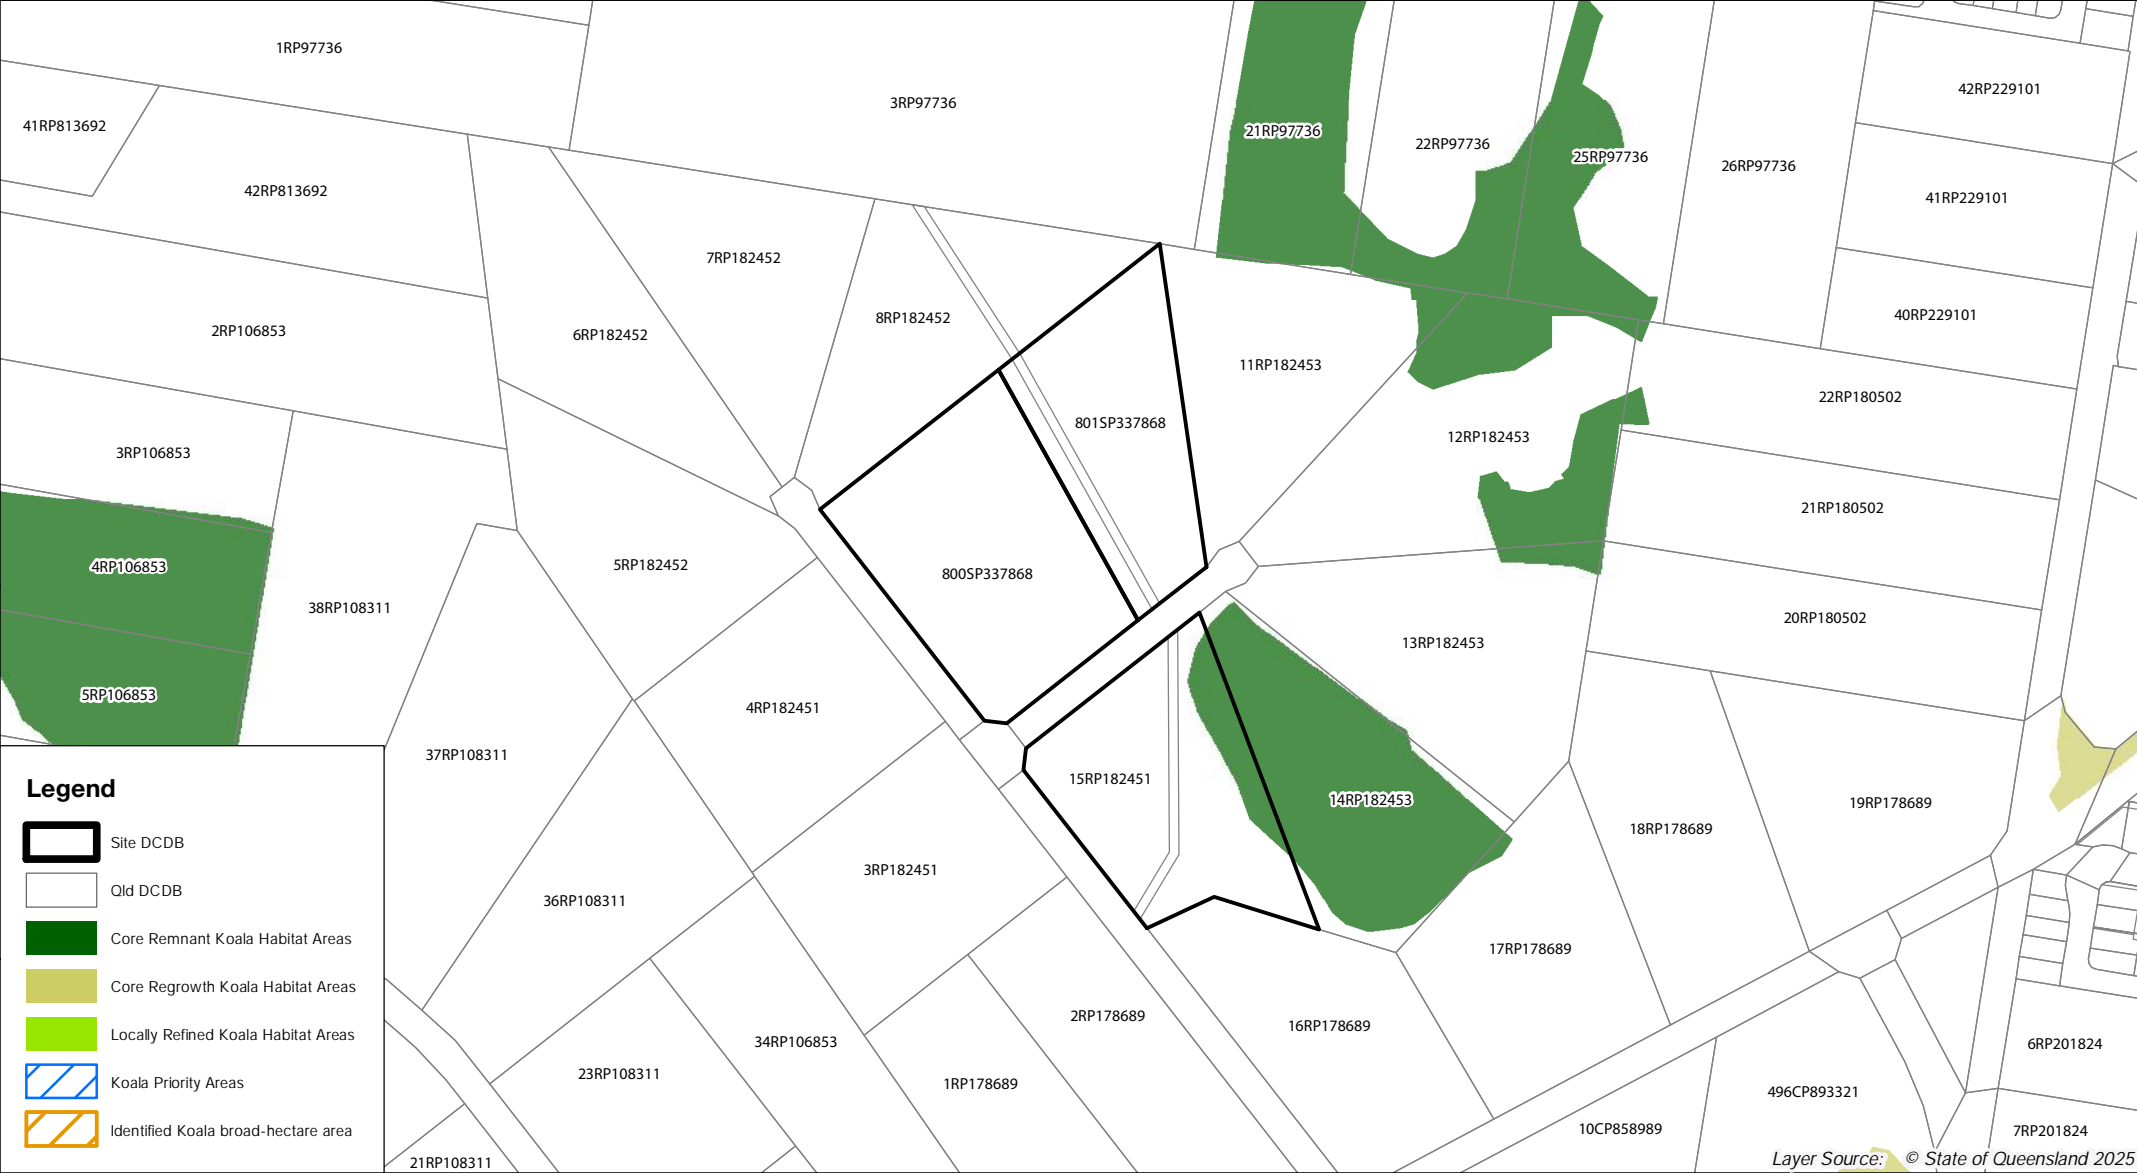 1RP97736
3RP97736
42RP229101
41RP813692
21RP97736
22RP97736
25RP97736
26RP97736
42RP813692
41RP229101
7RP182452
8RP182452
40RP229101
2RP106853
6RP182452
11RP182453
22RP180502
801SP337868
12RP182453
3RP106853
21RP180502
4RP106853
5RP182452
800SP337868
38RP108311
20RP180502
13RP182453
5RP106853
4RP182451
37RP108311
15RP182451
14RP182453
19RP178689
18RP178689
3RP182451
36RP108311
17RP178689
2RP178689
16RP178689
34RP106853
6RP201824
23RP108311
1RP178689
496CP893321
10CP858989
7RP201824
21RP108311
Legend
Site DCDB
Qld DCDB
Core Remnant Koala Habitat Areas
Core Regrowth Koala Habitat Areas
Locally Refined Koala Habitat Areas
Koala Priority Areas
Identified Koala broad-hectare area
Layer Source: © State of Queensland 2025